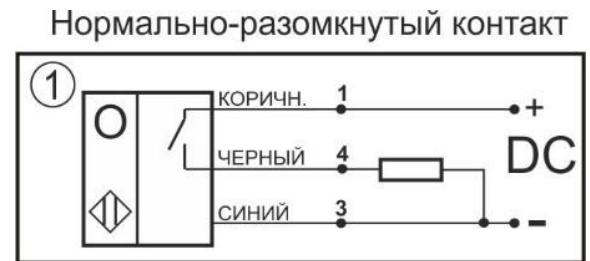 Нормально-разомкнутый контакт
1
КОРИЧН. 1 +
O
ЧЕРНЫЙ 4 DC
СИНИЙ 3 -